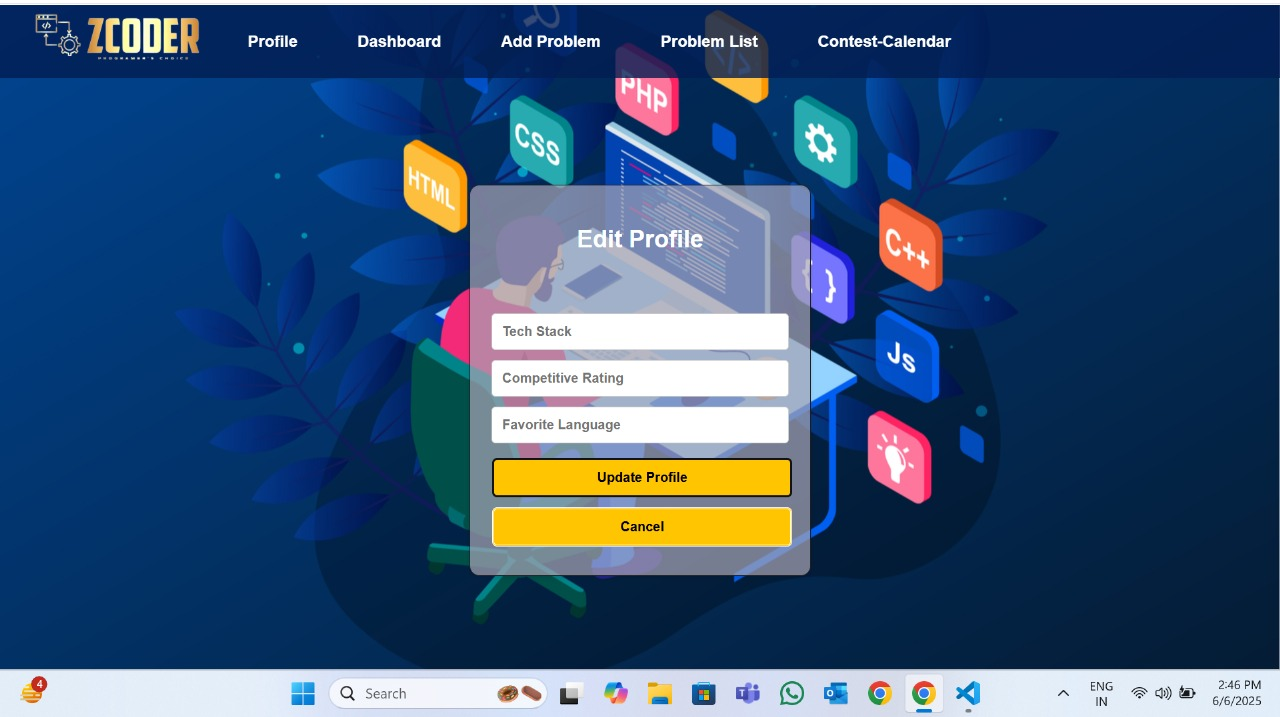 ZCODER
PROGRAMER'S CHOICE
Profile
Dashboard
Add Problem
Problem List
Contest-Calendar
</>
PHP
CSS
HTML
C++
{ }
Js
Edit Profile
Tech Stack
Competitive Rating
Favorite Language
Update Profile
Cancel
4
Search
ENG
IN
2:46 PM
6/6/2025